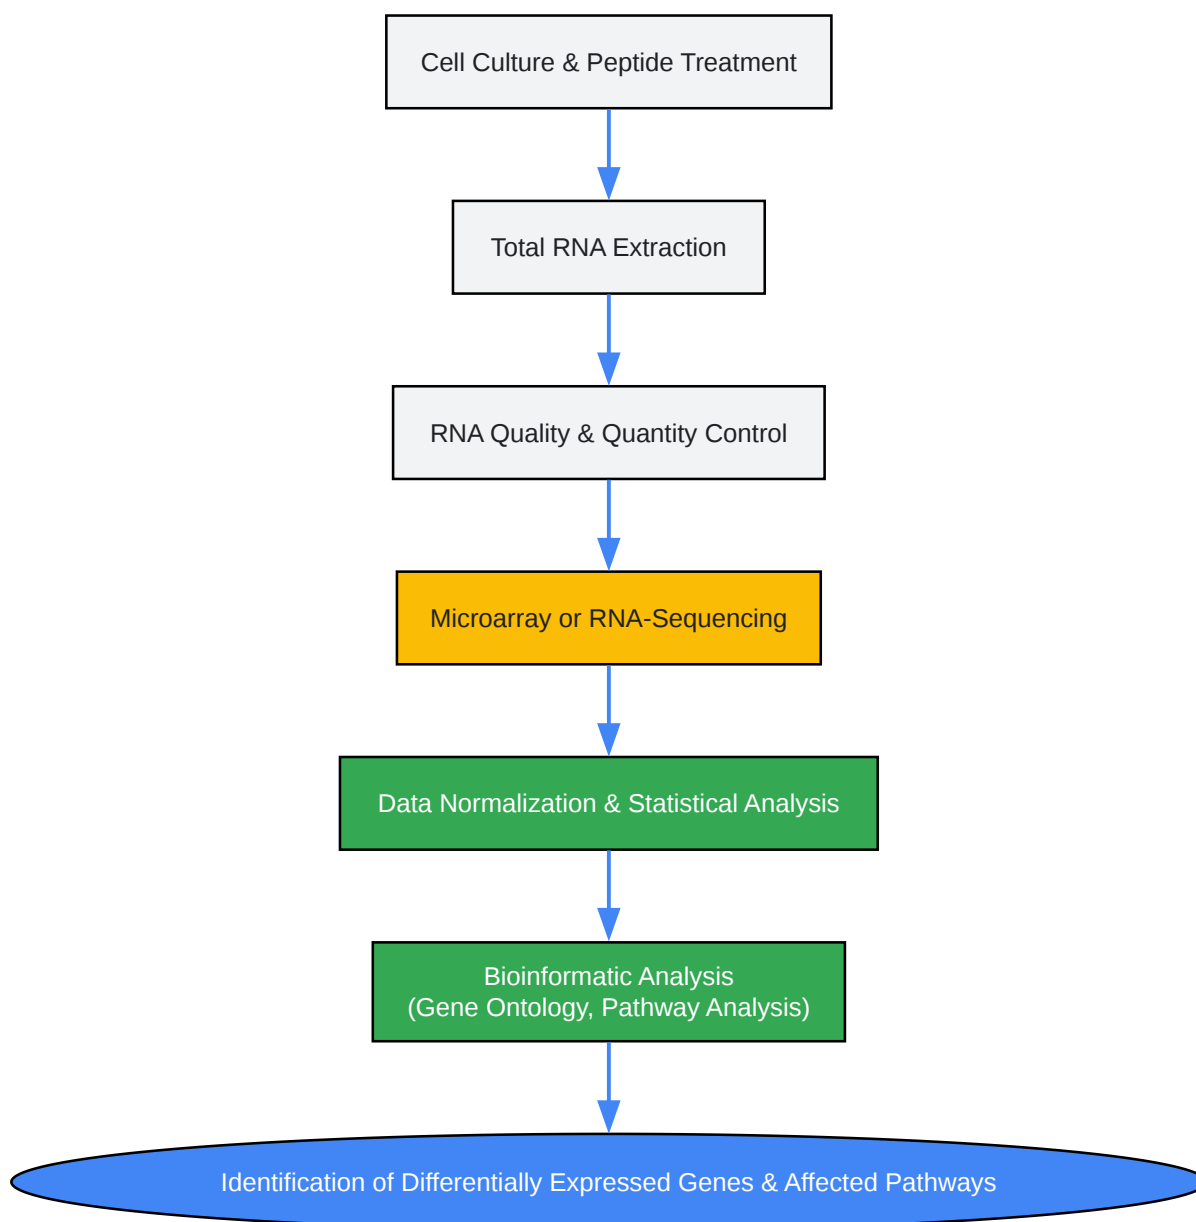 Cell Culture & Peptide Treatment
Total RNA Extraction
RNA Quality & Quantity Control
Microarray or RNA-Sequencing
Data Normalization & Statistical Analysis
Bioinformatic Analysis
(Gene Ontology, Pathway Analysis)
Identification of Differentially Expressed Genes & Affected Pathways